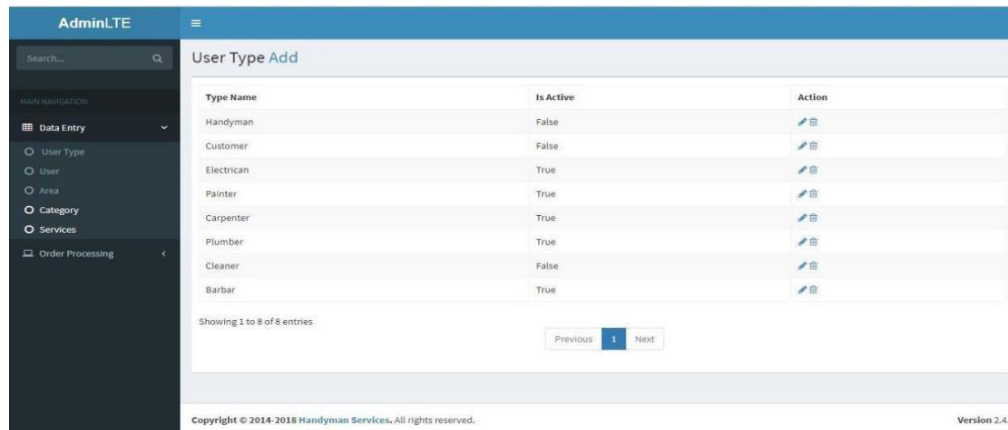 AdminLTE
Search...
User Type Add
MAIN NAVIGATION
Data Entry
User Type
User
Area
Category
Services
Order Processing
Type Name Is Active Action
Handyman False
Customer False
Electrican True
Painter True
Carpenter True
Plumber True
Cleaner False
Barbar True
Showing 1 to 8 of 8 entries
Previous 1 Next
Copyright © 2014-2018 Handyman Services. All rights reserved.
Version 2.4